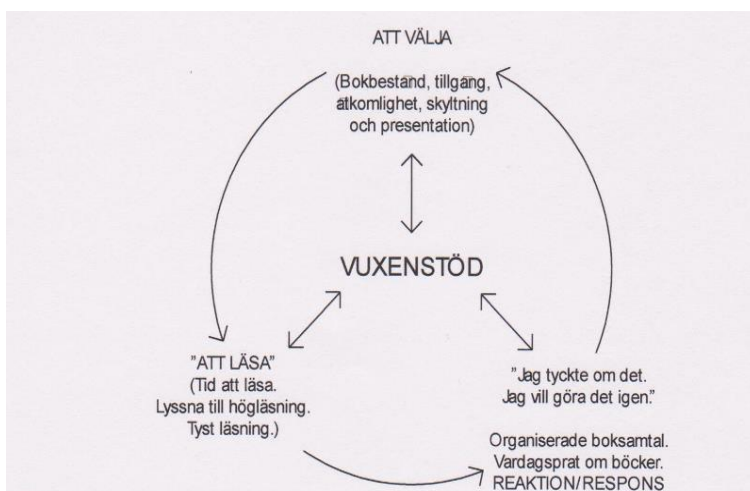 ATT VÄLJA
(Bokbestånd, tillgång,
åtkomlighet, skyltning
och presentation)
VUXENSTÖD
"ATT LÄSA"
(Tid att läsa.
Lyssna till högläsning.
Tyst läsning.)
"Jag tyckte om det.
Jag vill göra det igen."
Organiserade boksamtal.
Vardagsprat om böcker.
REAKTION/RESPONS